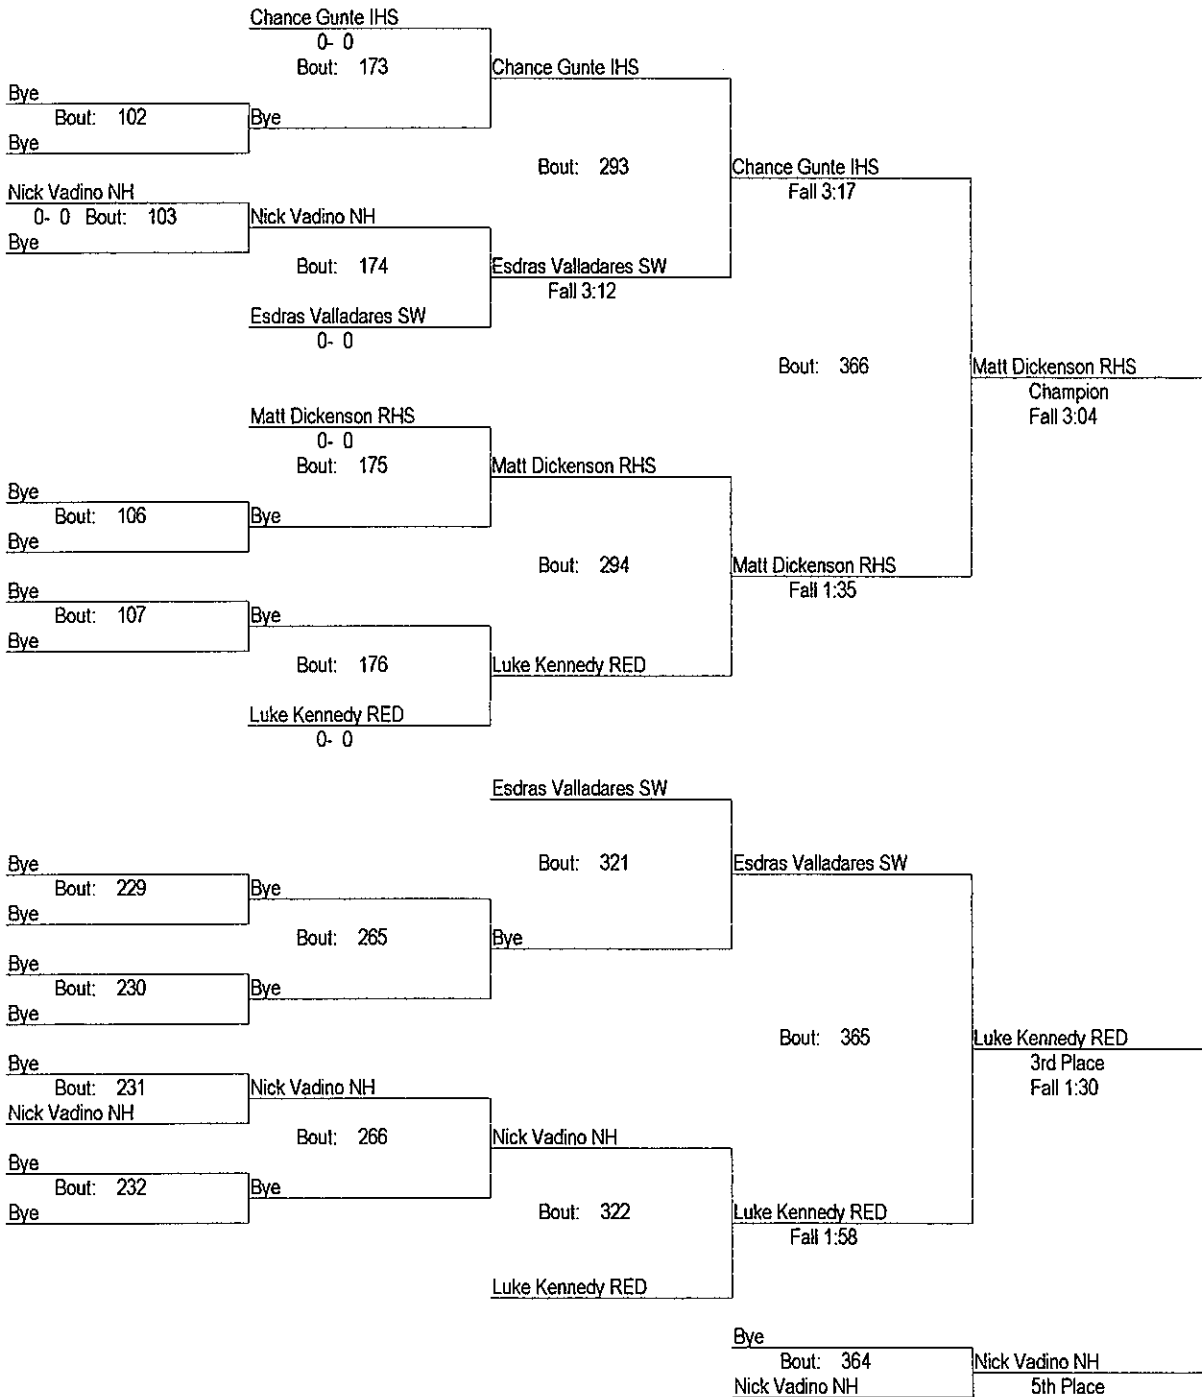 Chance Gunte IHS
0- 0
Bout: 173
Chance Gunte IHS
Bye
Bout: 102
Bye
Bye
Bout: 293
Chance Gunte IHS
Fall 3:17
Nick Vadino NH
0- 0 Bout: 103
Nick Vadino NH
Bye
Bout: 174
Esdras Valladares SW
Fall 3:12
Esdras Valladares SW
0- 0
Bout: 366
Matt Dickenson RHS
Champion
Fall 3:04
Matt Dickenson RHS
0- 0
Bout: 175
Matt Dickenson RHS
Bye
Bout: 106
Bye
Bye
Bout: 294
Matt Dickenson RHS
Fall 1:35
Bye
Bout: 107
Bye
Bye
Bout: 176
Luke Kennedy RED
Luke Kennedy RED
0- 0
Esdras Valladares SW
Bout: 321
Esdras Valladares SW
Bye
Bout: 229
Bye
Bye
Bout: 265
Bye
Bye
Bout: 230
Bye
Bye
Bout: 365
Luke Kennedy RED
3rd Place
Fall 1:30
Bye
Bout: 231
Nick Vadino NH
Nick Vadino NH
Bout: 266
Nick Vadino NH
Bye
Bout: 232
Bye
Bye
Bout: 322
Luke Kennedy RED
Fall 1:58
Luke Kennedy RED
Bye
Bout: 364
Nick Vadino NH
Nick Vadino NH
5th Place